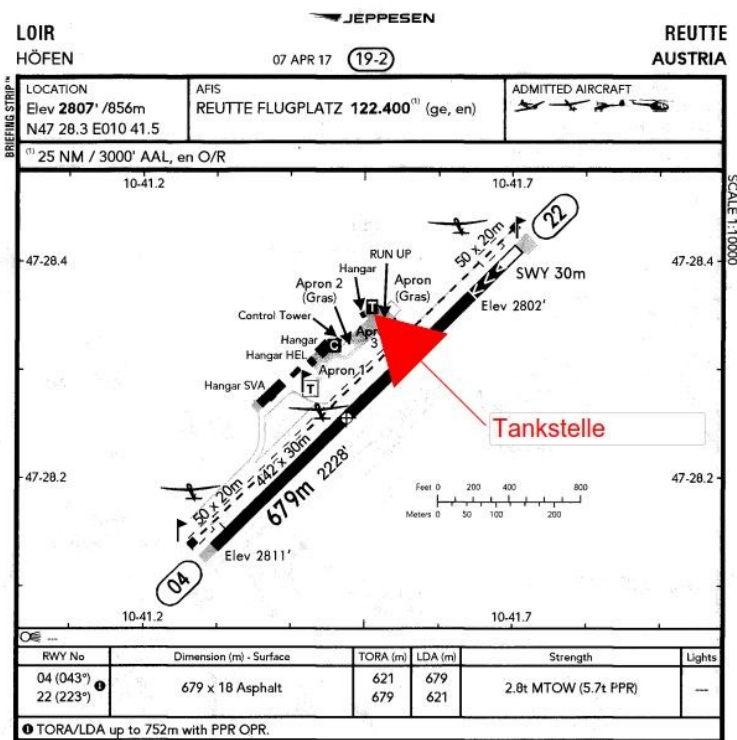 JEPPESEN
LOIR
REUTTE
HÖFEN
07 APR 17
19-2
AUSTRIA
BRIEFING STRIP™
LOCATION
Elev 2807' /856m
N47 28.3 E010 41.5
AFIS
REUTTE FLUGPLATZ 122.400(1) (ge, en)
ADMITTED AIRCRAFT
(1) 25 NM / 3000' AAL, en O/R
SCALE 1:10000
10-41.2
10-41.7
22
50 x 20m
47-28.4
47-28.4
RUN UP
Hangar
Apron
(Gras)
SWY 30m
Apron 2
(Gras)
T
Elev 2802'
Control Tower
Hangar
C
Apr
3
Hangar HEL
Apron 1
Hangar SVA
T
Tankstelle
442 x 30m
679m 2228'
47-28.2
47-28.2
Feet 0 200 400 800
Meters 0 50 100 200
50 x 20m
Elev 2811'
04
10-41.2
10-41.7
---
RWY No
Dimension (m) - Surface
TORA (m)
LDA (m)
Strength
Lights
04 (043°)
22 (223°)
1
679 x 18 Asphalt
621
679
679
621
2.8t MTOW (5.7t PPR)
---
1 TORA/LDA up to 752m with PPR OPR.